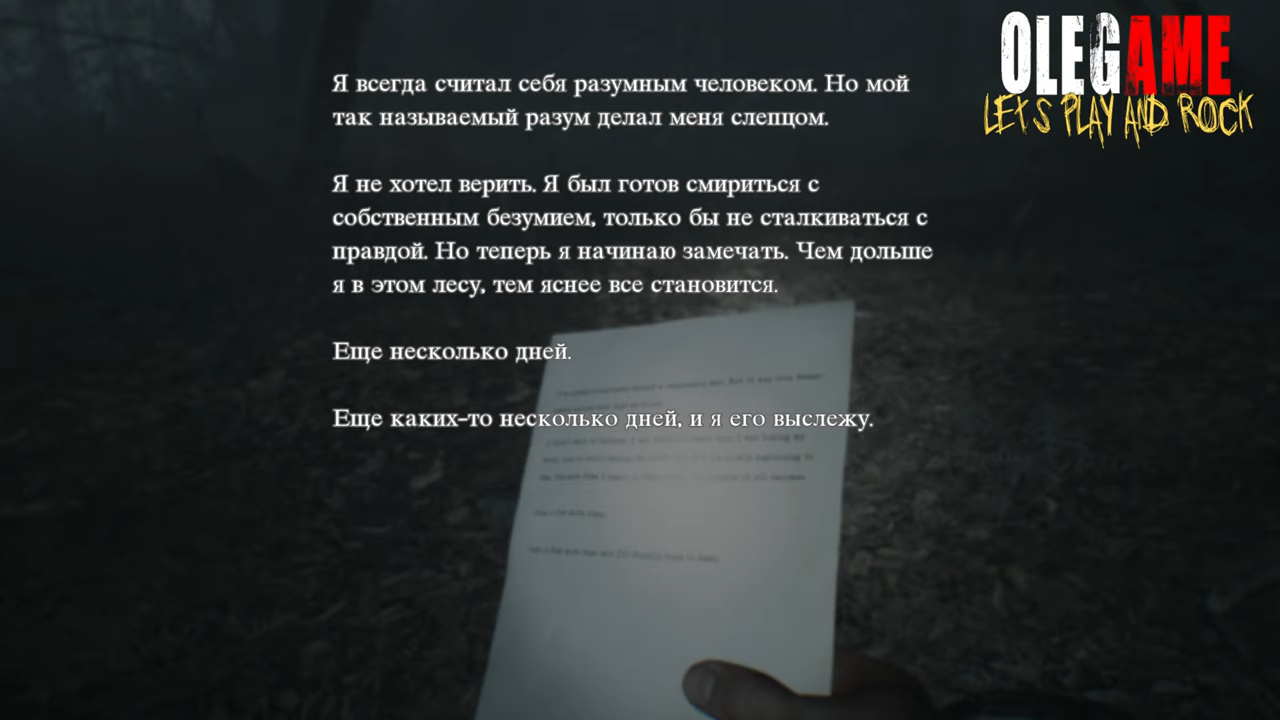 OLEGAME
LET'S PLAY AND ROCK
Я всегда считал себя разумным человеком. Но мой
так называемый разум делал меня слепцом.
Я не хотел верить. Я был готов смириться с
собственным безумием, только бы не сталкиваться с
правдой. Но теперь я начинаю замечать. Чем дольше
я в этом лесу, тем яснее все становится.
Еще несколько дней.
Еще каких-то несколько дней, и я его выслежу.